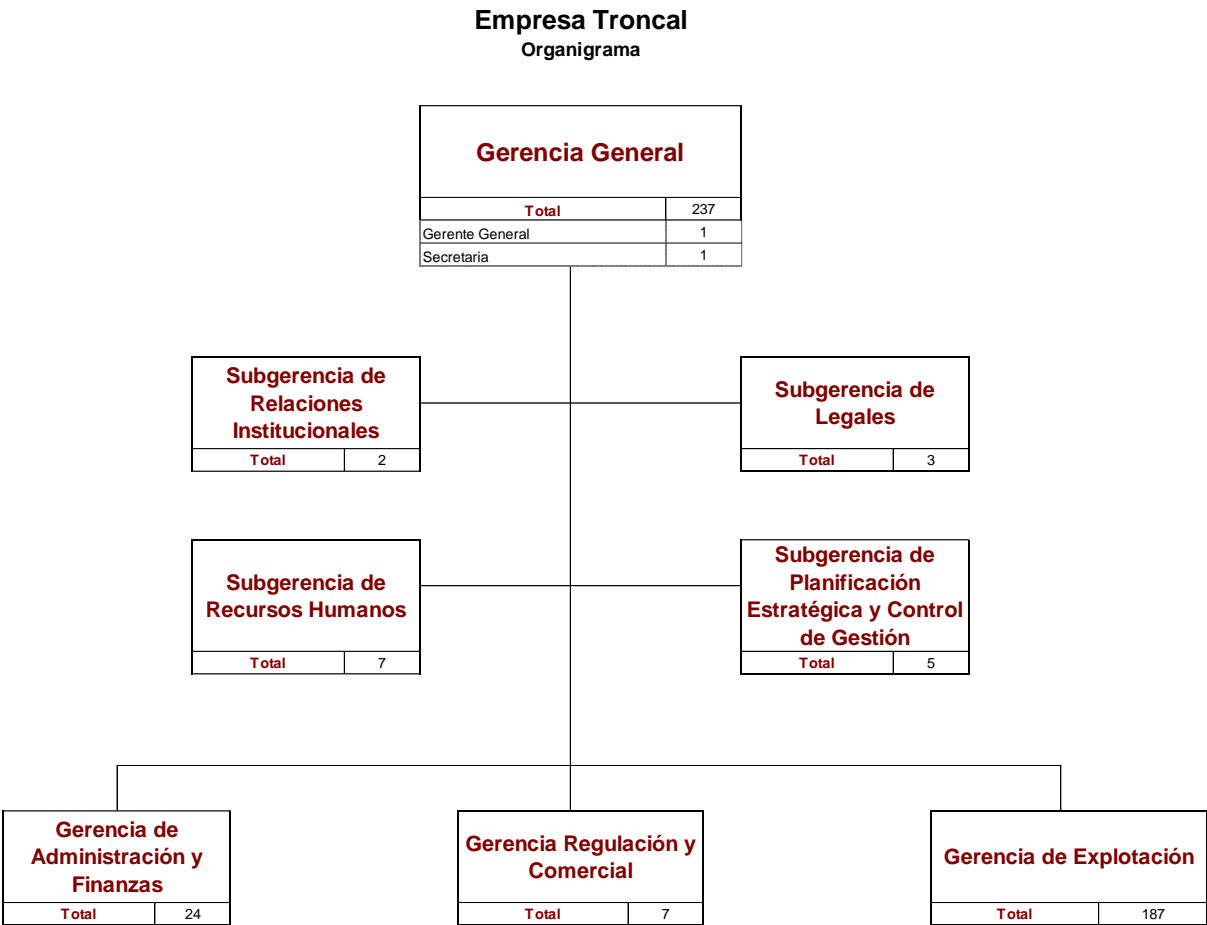 Empresa Troncal
Organigrama
Gerencia General
Total 237
Gerente General 1
Secretaria 1
Subgerencia de
Relaciones
Institucionales
Total 2
Subgerencia de
Legales
Total 3
Subgerencia de
Recursos Humanos
Total 7
Subgerencia de
Planificación
Estratégica y Control
de Gestión
Total 5
Gerencia de
Administración y
Finanzas
Total 24
Gerencia Regulación y
Comercial
Total 7
Gerencia de Explotación
Total 187